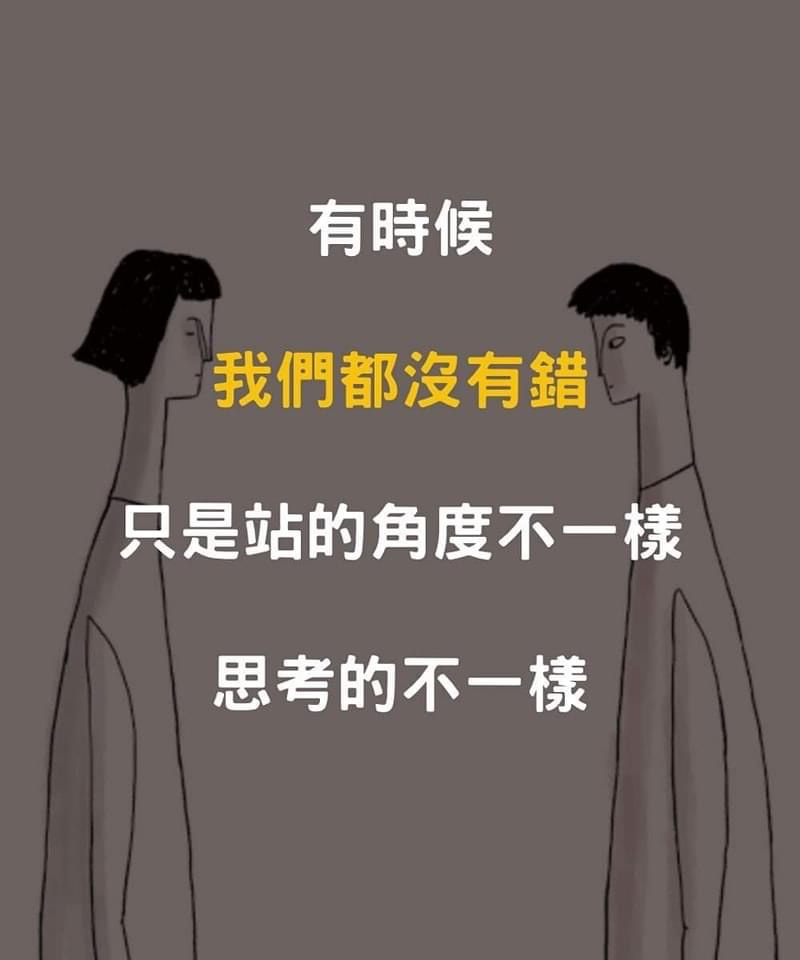 有時候
我們都沒有錯
只是站的角度不一樣
思考的不一樣